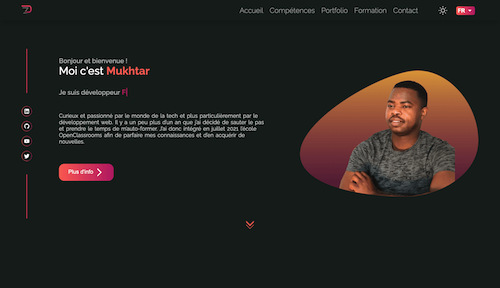 Accueil Compétences Portfolio Formation Contact FR
Bonjour et bienvenue !
Moi c'est Mukhtar
Je suis développeur F
Curieux et passionné par le monde de la tech et plus particulièrement par le
développement web. Il y a un peu plus d'un an que j'ai décidé de sauter le pas
et prendre le temps de m'auto-former. J'ai donc intégré en juillet 2021 l'école
OpenClassrooms afin de parfaire mes connaissances et d'en acquérir de
nouvelles.
Plus d'info